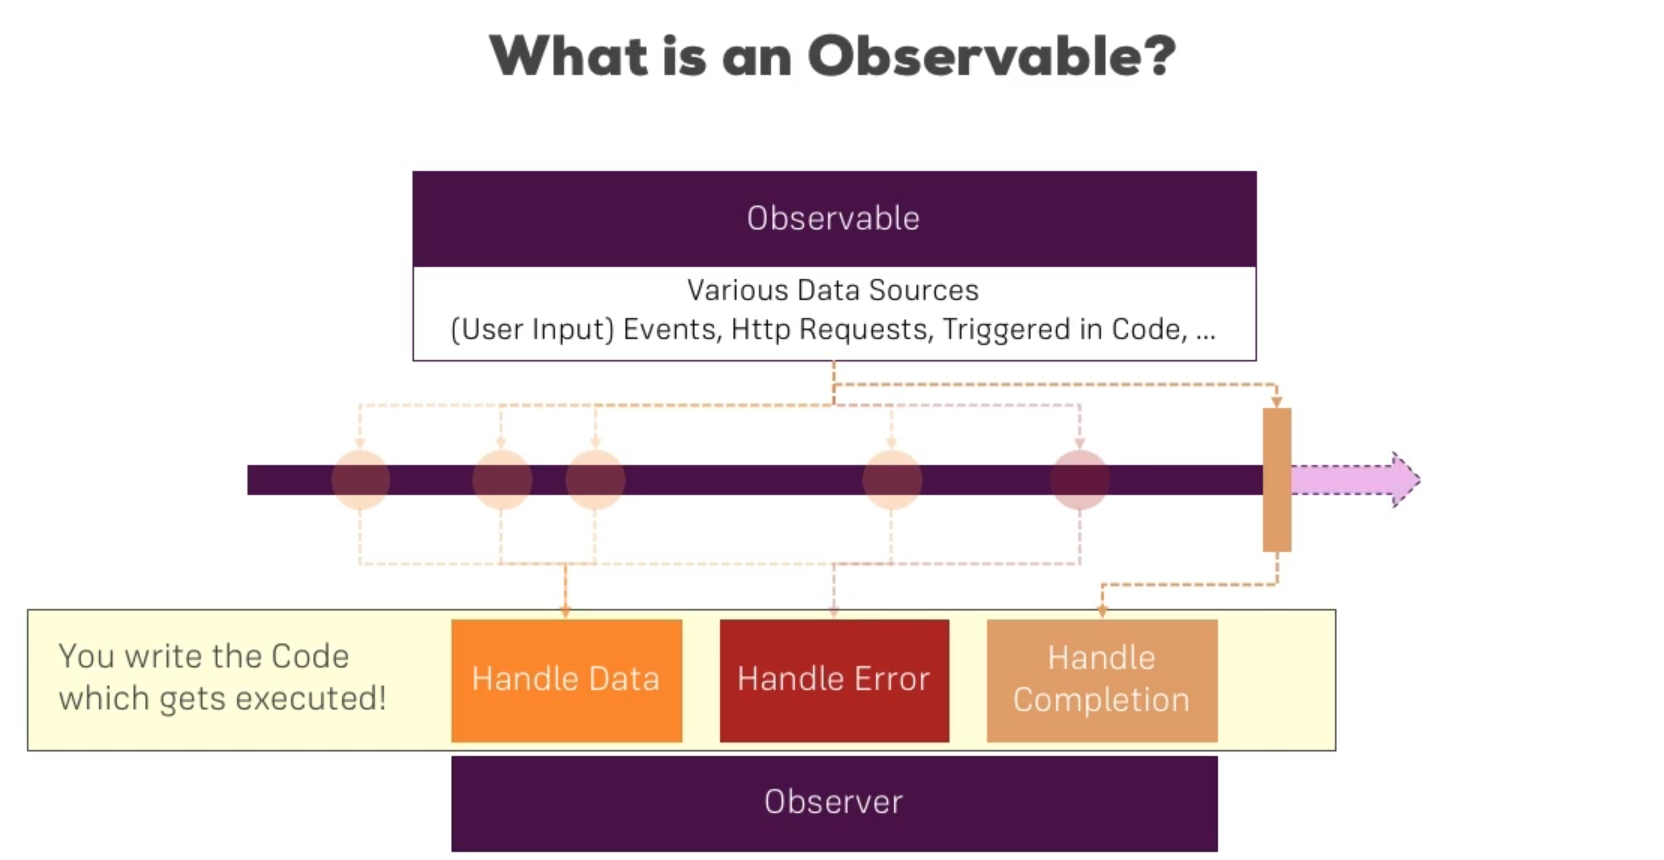 What is an Observable?
Observable
Various Data Sources
(User Input) Events, Http Requests, Triggered in Code, ...
You write the Code
which gets executed!
Handle Data
Handle Error
Handle
Completion
Observer